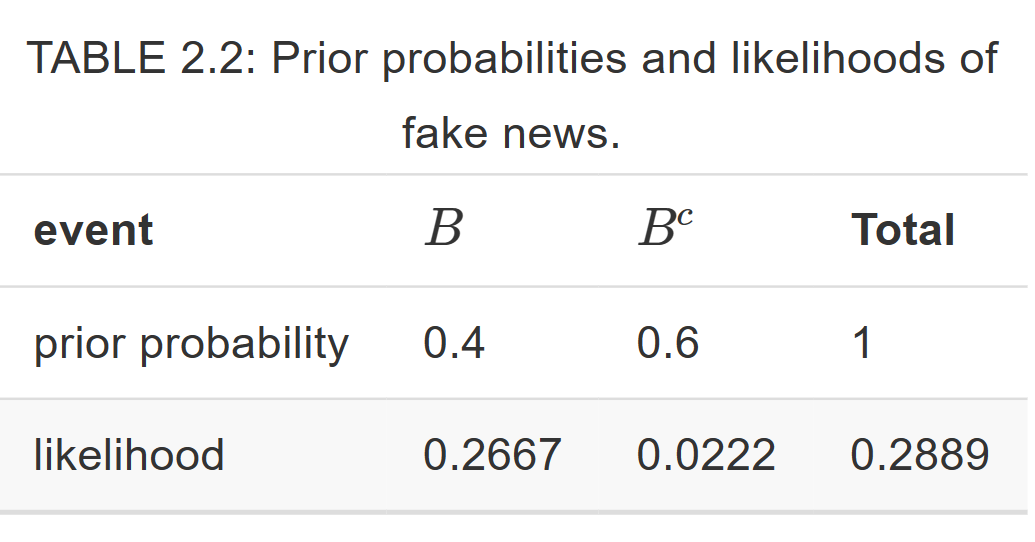 TABLE 2.2: Prior probabilities and likelihoods of
fake news.
event B Bᶜ Total
prior probability 0.4 0.6 1
likelihood 0.2667 0.0222 0.2889